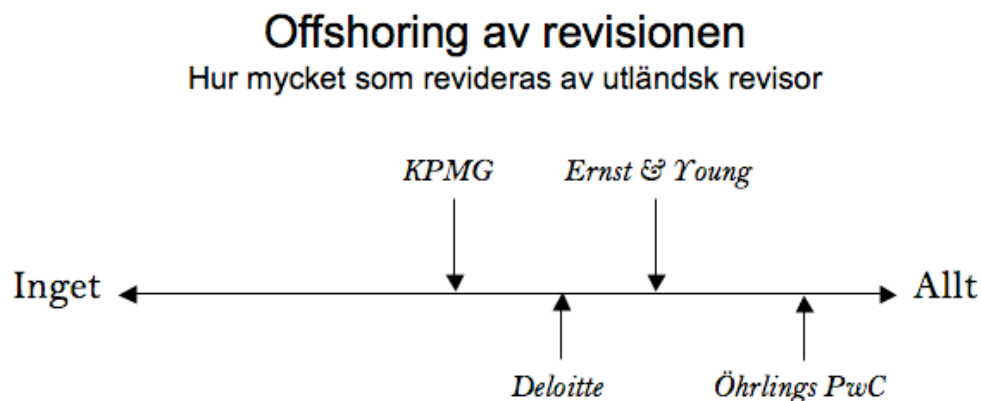 Offshoring av revisionen
Hur mycket som revideras av utländsk revisor
KPMG Ernst & Young
Inget Allt
Deloitte Öhrlings PwC